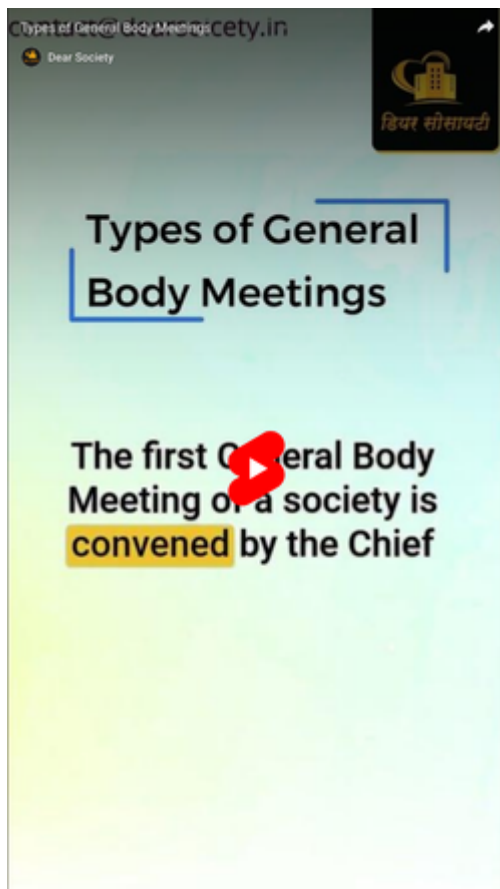 Types of General Body Meetings
Dear Society
डियर सोसायटी
Types of General
Body Meetings
The first General Body
Meeting of a society is
convened by the Chief